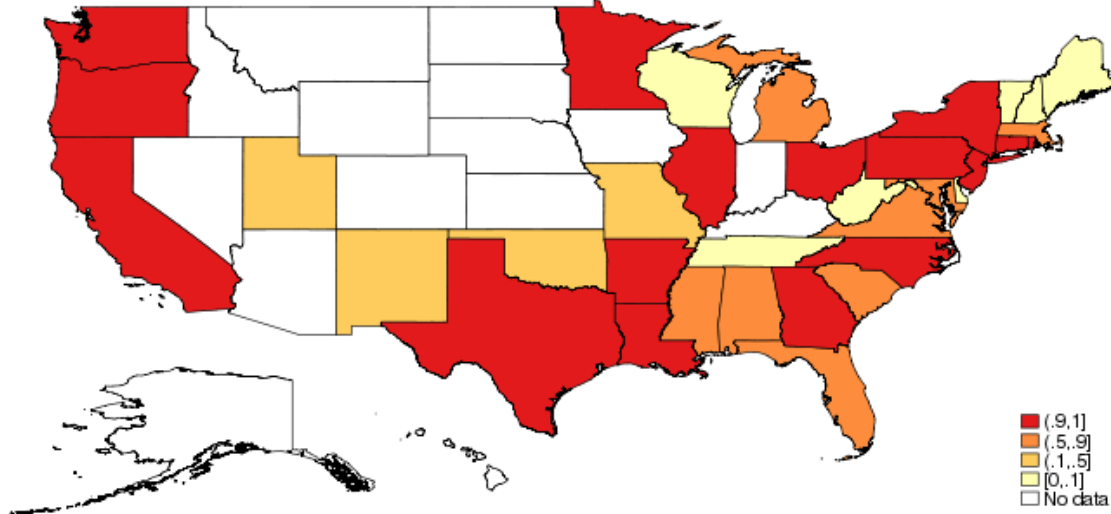 (.9,1]
(.5,.9]
(.1,.5]
[0,.1]
No data